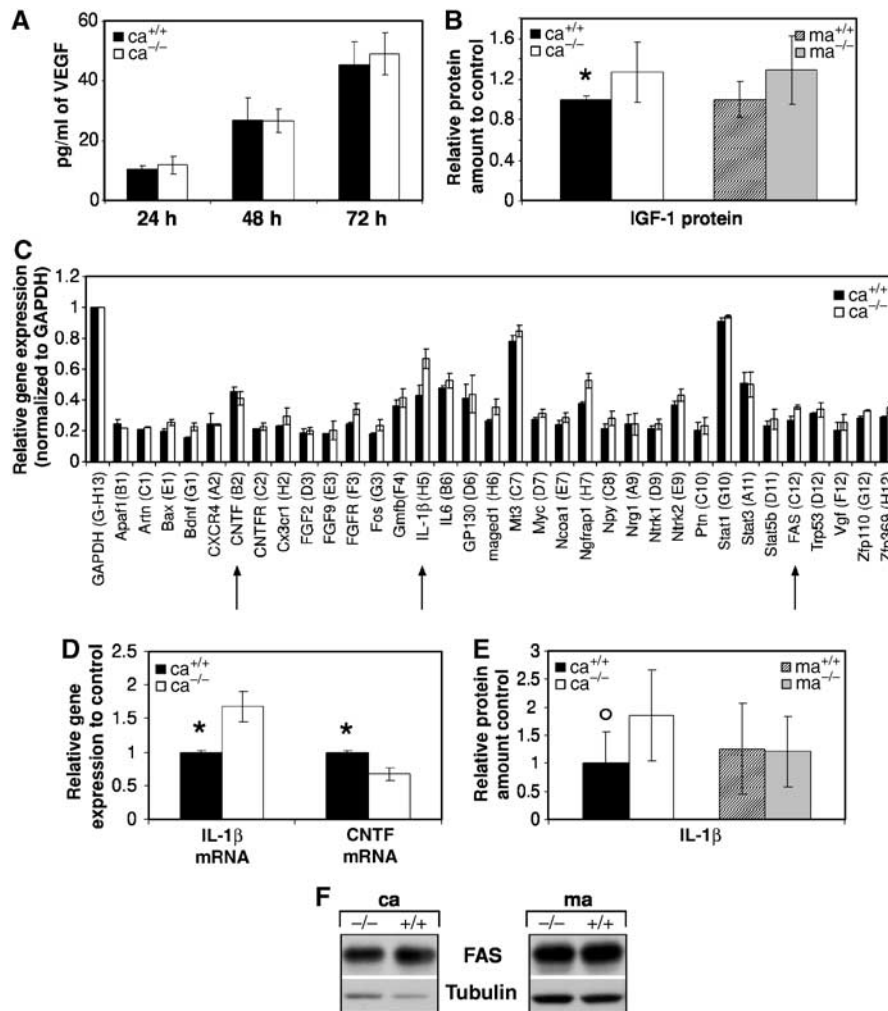 A
ca+/+
ca−/−
pg/ml of VEGF
60
40
20
0
24 h
48 h
72 h
B
ca+/+
ca−/−
ma+/+
ma−/−
*
Relative protein
amount to control
1.6
1.2
0.8
0.4
0
IGF-1 protein
C
ca+/+
ca−/−
Relative gene expression
(normalized to GAPDH)
1.2
1
0.8
0.6
0.4
0.2
0
GAPDH (G-H13)
Apaf1 (B1)
Artn (C1)
Bax (E1)
Bdnf (G1)
CXCR4 (A2)
CNTF (B2)
CNTFR (C2)
Cx3cr1 (H2)
FGF2 (D3)
FGF9 (E3)
FGFR (F3)
Fos (G3)
Gmfb(F4)
IL-1β (H5)
IL6 (B6)
GP130 (D6)
maged1 (H6)
Mt3 (C7)
Myc (D7)
Ncoa1 (E7)
Ngfrap1 (H7)
Npy (C8)
Nrg1 (A9)
Ntrk1 (D9)
Ntrk2 (E9)
Ptn (C10)
Stat1 (G10)
Stat3 (A11)
Stat5b (D11)
FAS (C12)
Trp53 (D12)
Vgf (F12)
Zfp110 (G12)
Zfp369 (H12)
D
ca+/+
ca−/−
*
*
Relative gene
expression to control
2.5
2
1.5
1
0.5
0
IL-1β
mRNA
CNTF
mRNA
E
ca+/+
ca−/−
ma+/+
ma−/−
Relative protein
amount control
3
2.5
2
1.5
1
0.5
0
IL-1β
F
ca
ma
−/−
+/+
−/−
+/+
FAS
Tubulin